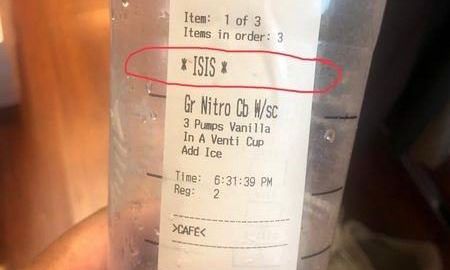 Item: 1 of 3
Items in order: 3
* ISIS *
Gr Nitro Cb W/sc
3 Pumps Vanilla
In A Venti Cup
Add Ice
Time: 6:31:39 PM
Reg: 2
>CAFÉ<